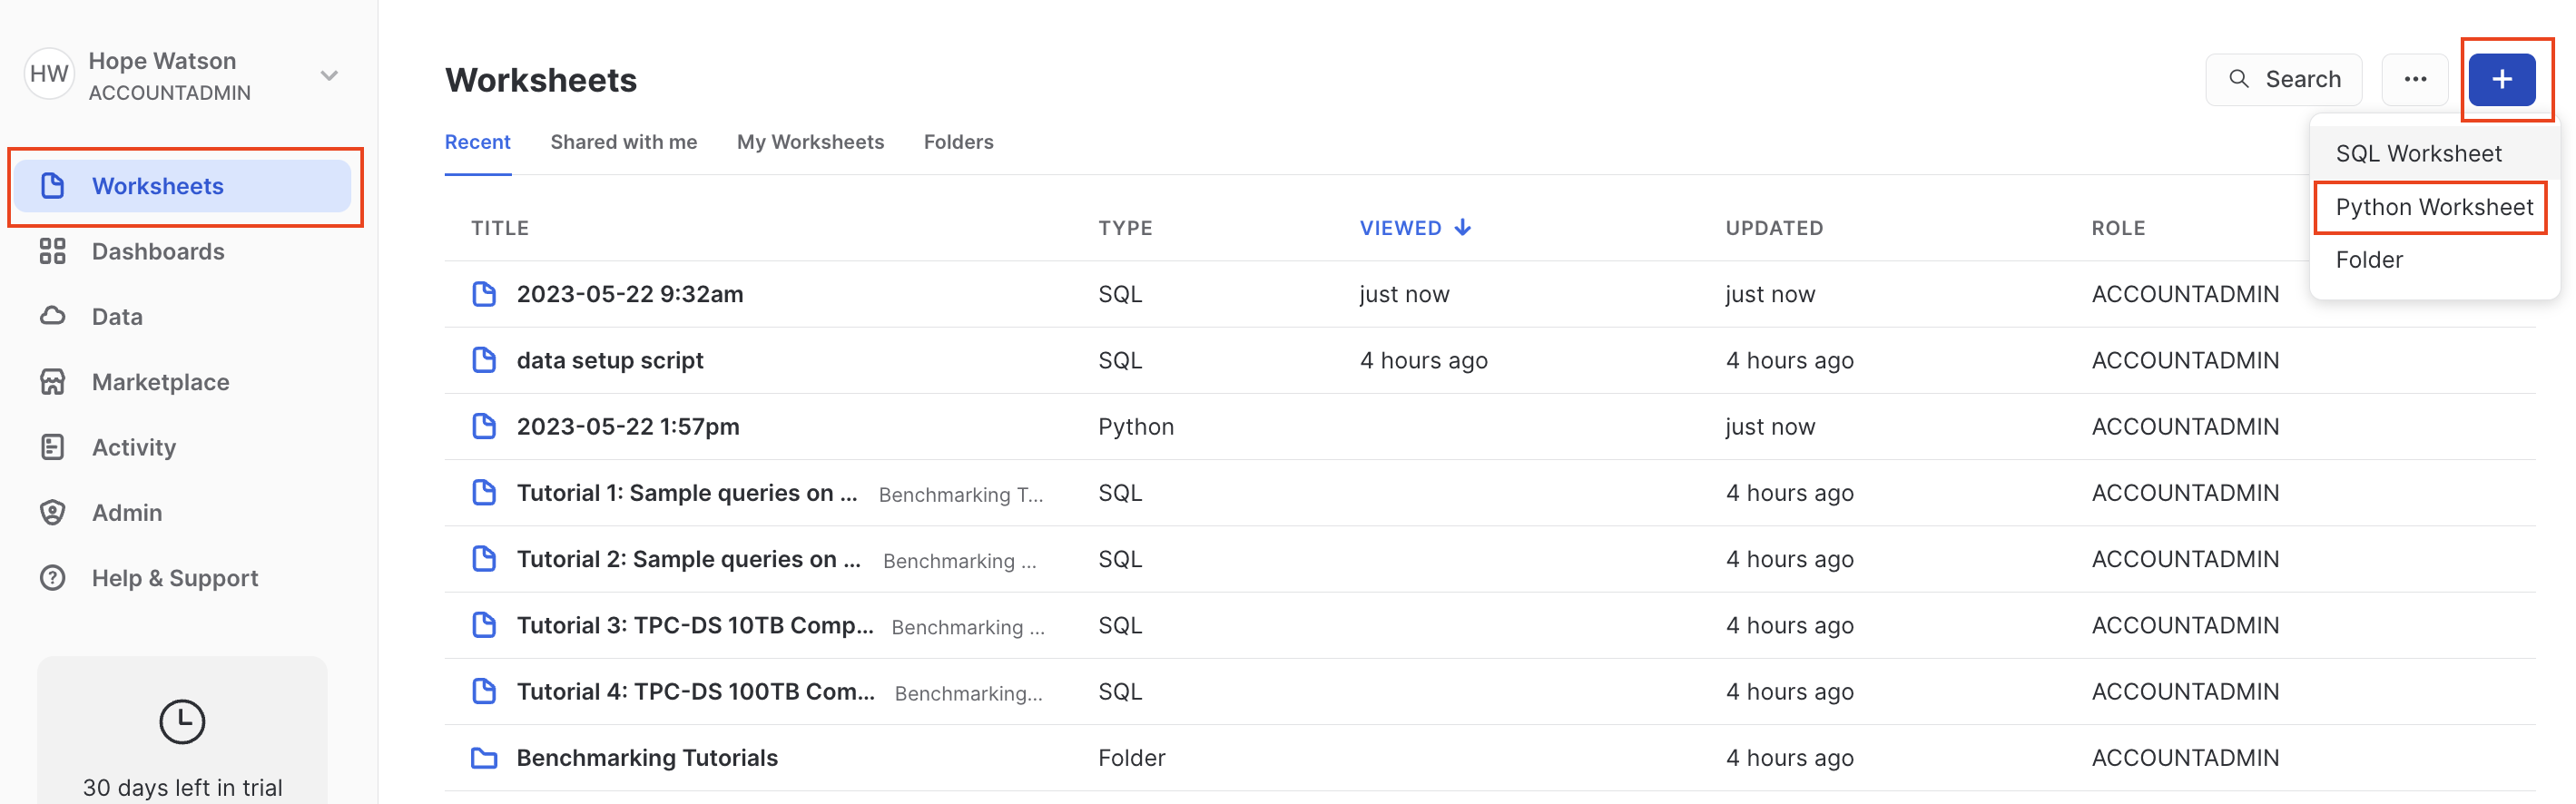 HW
Hope Watson
ACCOUNTADMIN
Worksheets
Dashboards
Data
Marketplace
Activity
Admin
Help & Support
30 days left in trial
Worksheets
Search
...
+
Recent Shared with me My Worksheets Folders
SQL Worksheet
Python Worksheet
Folder
TITLE TYPE VIEWED ↓ UPDATED ROLE
2023-05-22 9:32am SQL just now just now ACCOUNTADMIN
data setup script SQL 4 hours ago 4 hours ago ACCOUNTADMIN
2023-05-22 1:57pm Python just now ACCOUNTADMIN
Tutorial 1: Sample queries on ... Benchmarking T... SQL 4 hours ago ACCOUNTADMIN
Tutorial 2: Sample queries on ... Benchmarking ... SQL 4 hours ago ACCOUNTADMIN
Tutorial 3: TPC-DS 10TB Comp... Benchmarking ... SQL 4 hours ago ACCOUNTADMIN
Tutorial 4: TPC-DS 100TB Com... Benchmarking... SQL 4 hours ago ACCOUNTADMIN
Benchmarking Tutorials Folder 4 hours ago ACCOUNTADMIN